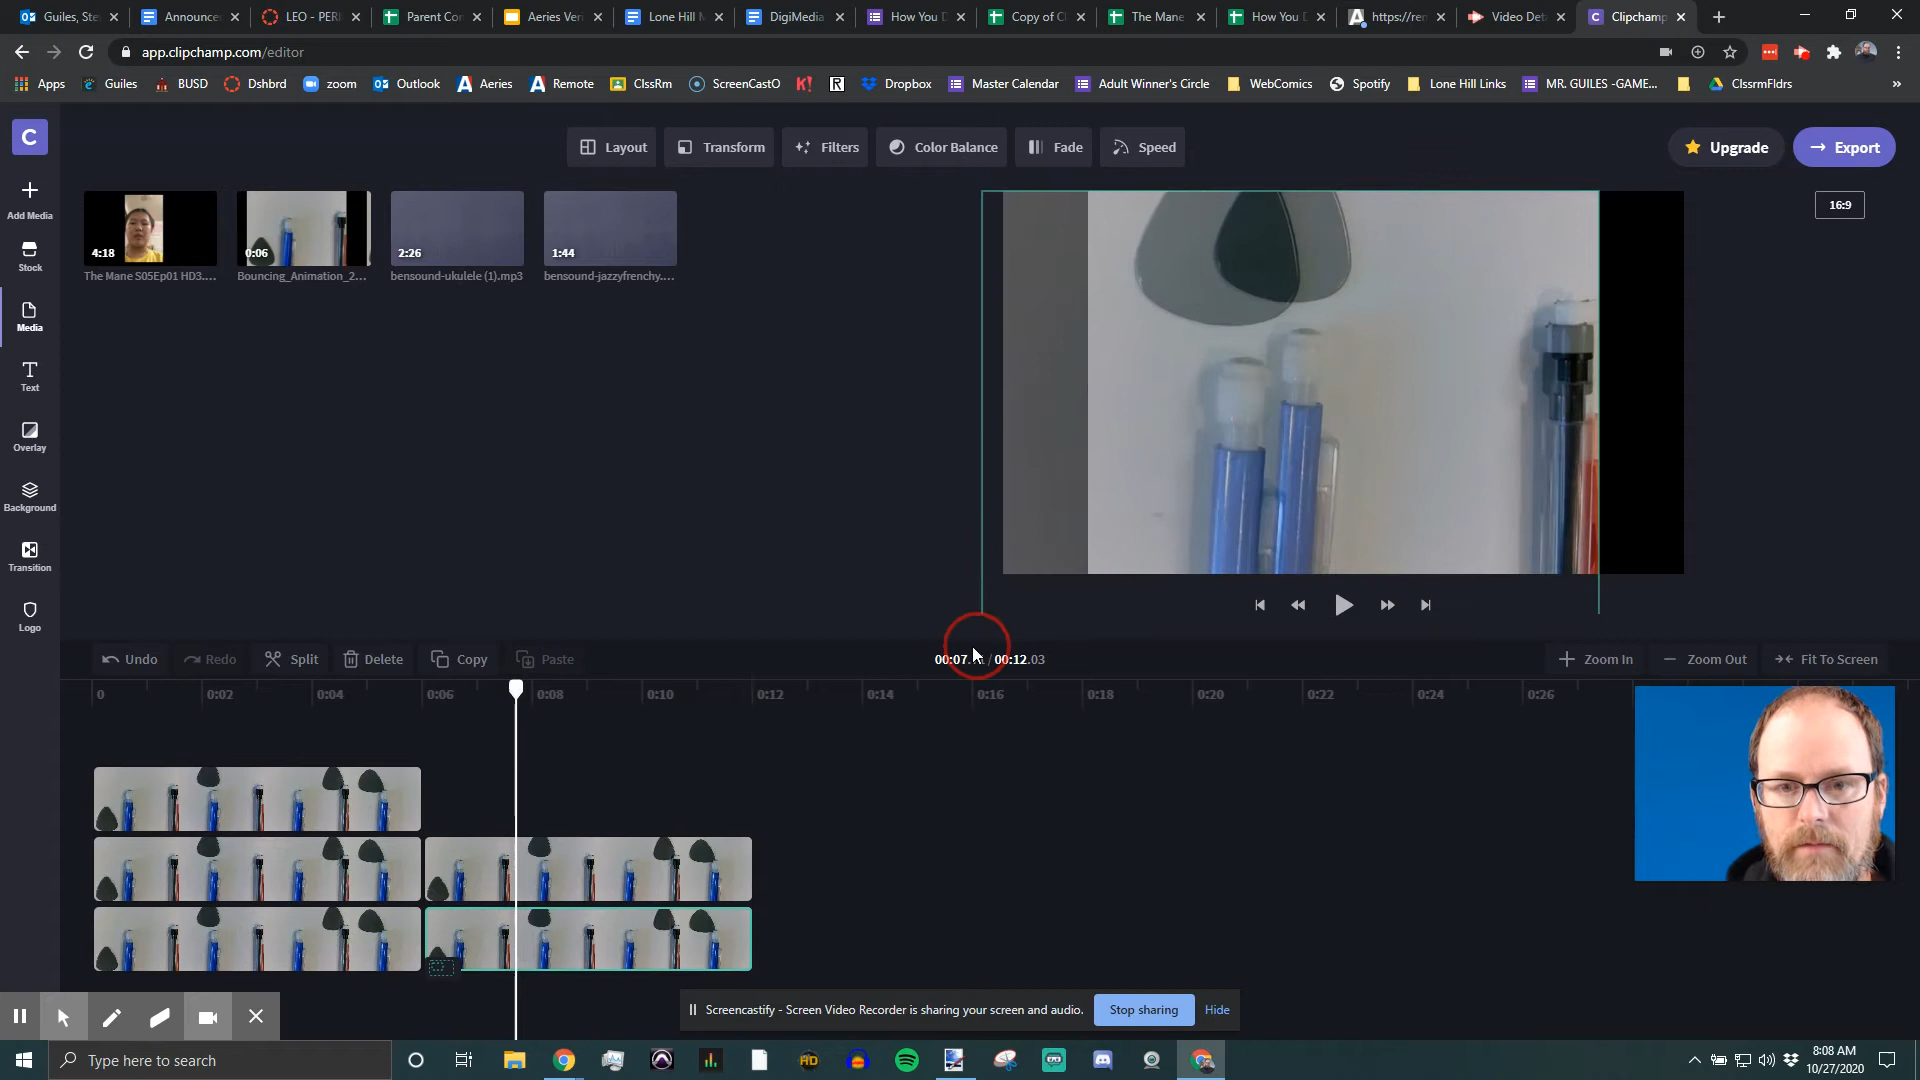 Guiles, Ste
Announcer
LEO - PERI
Parent Cor
Aeries Veri
Lone Hill M
DigiMedia
How You D
Copy of Cl
The Mane
How You D
https://rem
Video Det
Clipchamp
app.clipchamp.com/editor
Apps
Guiles
BUSD
Dshbrd
zoom
Outlook
Aeries
Remote
ClssRm
ScreenCastO
K!
R
Dropbox
Master Calendar
Adult Winner's Circle
WebComics
Spotify
Lone Hill Links
MR. GUILES -GAME...
ClssrmFldrs
»
C
Layout
Transform
Filters
Color Balance
Fade
Speed
Upgrade
Export
Add Media
Stock
Media
Text
Overlay
Background
Transition
Logo
4:18
The Mane S05Ep01 HD3....
0:06
Bouncing_Animation_2...
2:26
bensound-ukulele (1).mp3
1:44
bensound-jazzyfrenchy....
16:9
Undo
Redo
Split
Delete
Copy
Paste
00:07. / 00:12.03
Zoom In
Zoom Out
Fit To Screen
0
0:02
0:04
0:06
0:08
0:10
0:12
0:14
0:16
0:18
0:20
0:22
0:24
0:26
Screencastify - Screen Video Recorder is sharing your screen and audio.
Stop sharing
Hide
Type here to search
HD
8:08 AM
10/27/2020